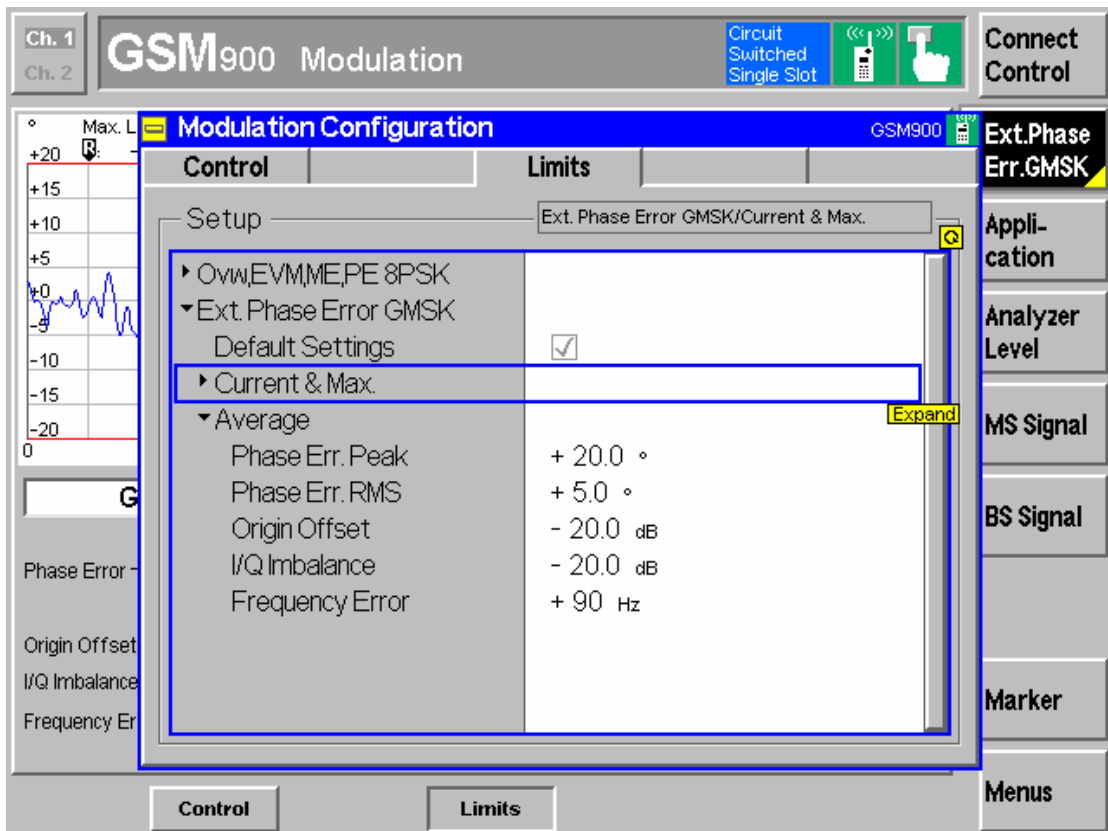 Ch. 1
Ch. 2
GSM900 Modulation
Circuit
Switched
Single Slot
Connect
Control
° Max. L
R:
+20
+15
+10
+5
+0
-5
-10
-15
-20
0
G
Phase Error
Origin Offset
I/Q Imbalance
Frequency Er
Modulation Configuration
GSM900
Control
Limits
Setup
Ext. Phase Error GMSK/Current & Max.
Ovw,EVM,ME,PE 8PSK
Ext. Phase Error GMSK
Default Settings
Current & Max.
Expand
Average
Phase Err. Peak + 20.0 °
Phase Err. RMS + 5.0 °
Origin Offset - 20.0 dB
I/Q Imbalance - 20.0 dB
Frequency Error + 90 Hz
Ext.Phase
Err.GMSK
Appli-
cation
Analyzer
Level
MS Signal
BS Signal
Marker
Menus
Control
Limits